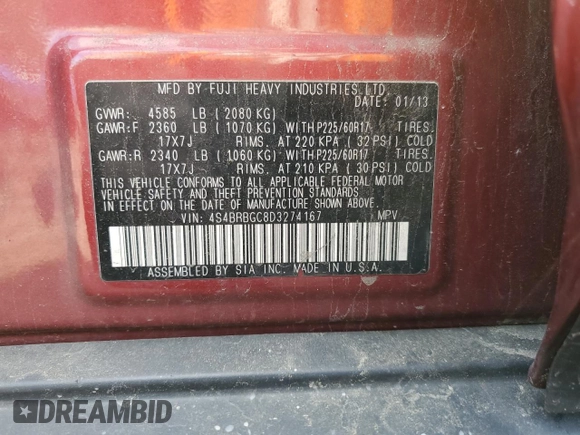 MFD BY FUJI HEAVY INDUSTRIES LTD.
DATE: 01/13
GVWR: 4585 LB ( 2080 KG)
GAWR:F 2360 LB ( 1070 KG) WITH P225/60R17 TIRES.
17X7J RIMS. AT 220 KPA ( 32 PSI) COLD
GAWR:R 2340 LB ( 1060 KG) WITH P225/60R17 TIRES.
17X7J RIMS. AT 210 KPA ( 30 PSI) COLD
THIS VEHICLE CONFORMS TO ALL APPLICABLE FEDERAL MOTOR
VEHICLE SAFETY AND THEFT PREVENTION STANDARDS IN
EFFECT ON THE DATE OF MANUFACTURE SHOWN ABOVE.
VIN: 4S4BRBGC8D3274167 MPV
ASSEMBLED BY SIA INC. MADE IN U.S.A.
DREAMBID